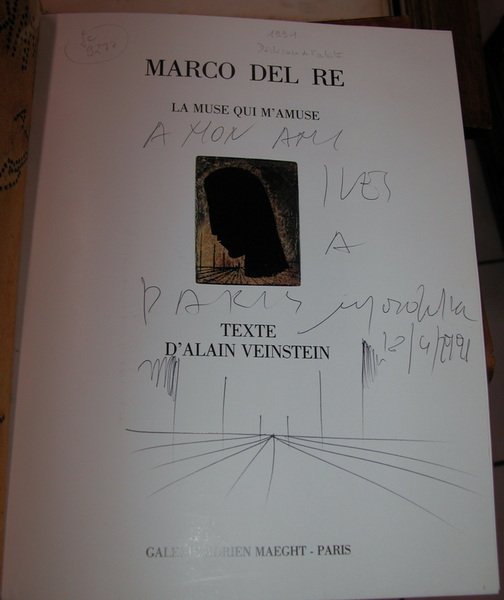 1991
MARCO DEL RE
LA MUSE QUI M'AMUSE
A MON AMI
IVES
A
PARIS
TEXTE
D'ALAIN VEINSTEIN
12/4/1991
GALERIE ADRIEN MAEGHT - PARIS